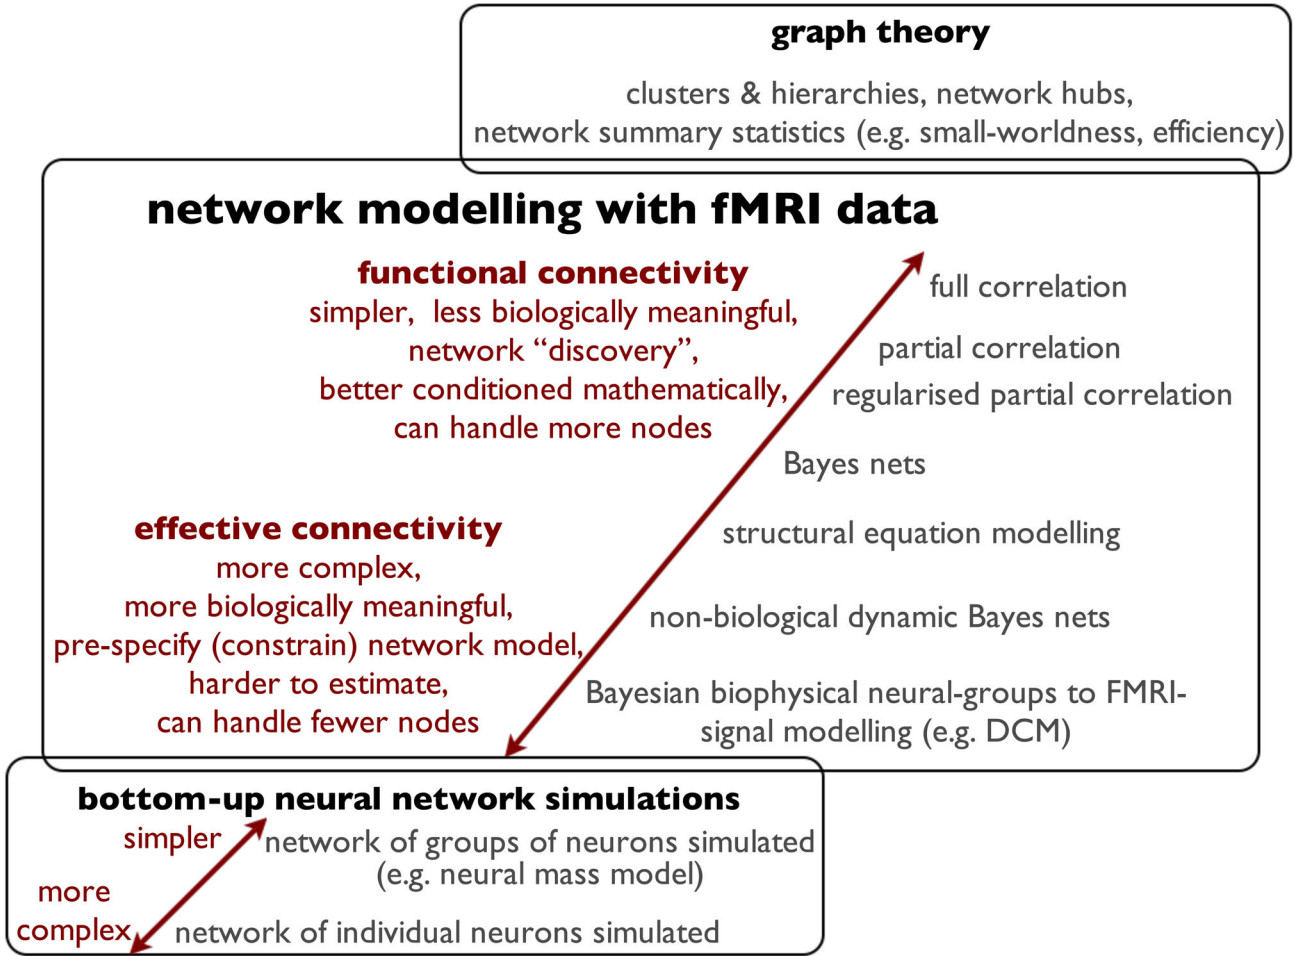 graph theory
clusters & hierarchies, network hubs,
network summary statistics (e.g. small-worldness, efficiency)
network modelling with fMRI data
functional connectivity
simpler,  less biologically meaningful,
network “discovery”,
better conditioned mathematically,
can handle more nodes
full correlation
partial correlation
regularised partial correlation
Bayes nets
structural equation modelling
non-biological dynamic Bayes nets
Bayesian biophysical neural-groups to FMRI-
signal modelling (e.g. DCM)
effective connectivity
more complex,
more biologically meaningful,
pre-specify (constrain) network model,
harder to estimate,
can handle fewer nodes
bottom-up neural network simulations
simpler
network of groups of neurons simulated
(e.g. neural mass model)
more
complex
network of individual neurons simulated